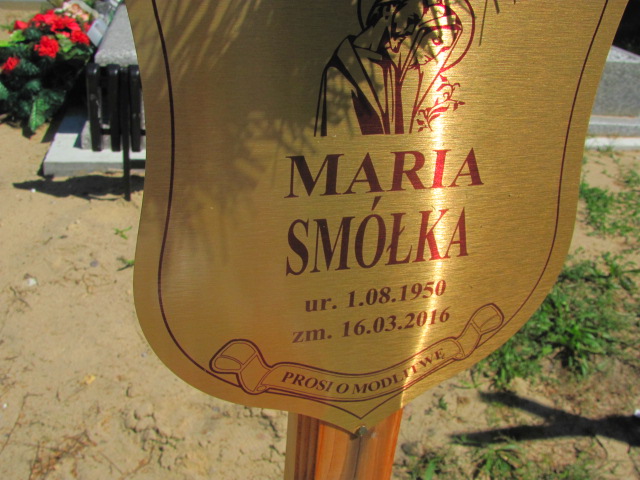 MARIA
SMÓŁKA
ur. 1.08.1950
zm. 16.03.2016
PROSI O MODLITWĘ